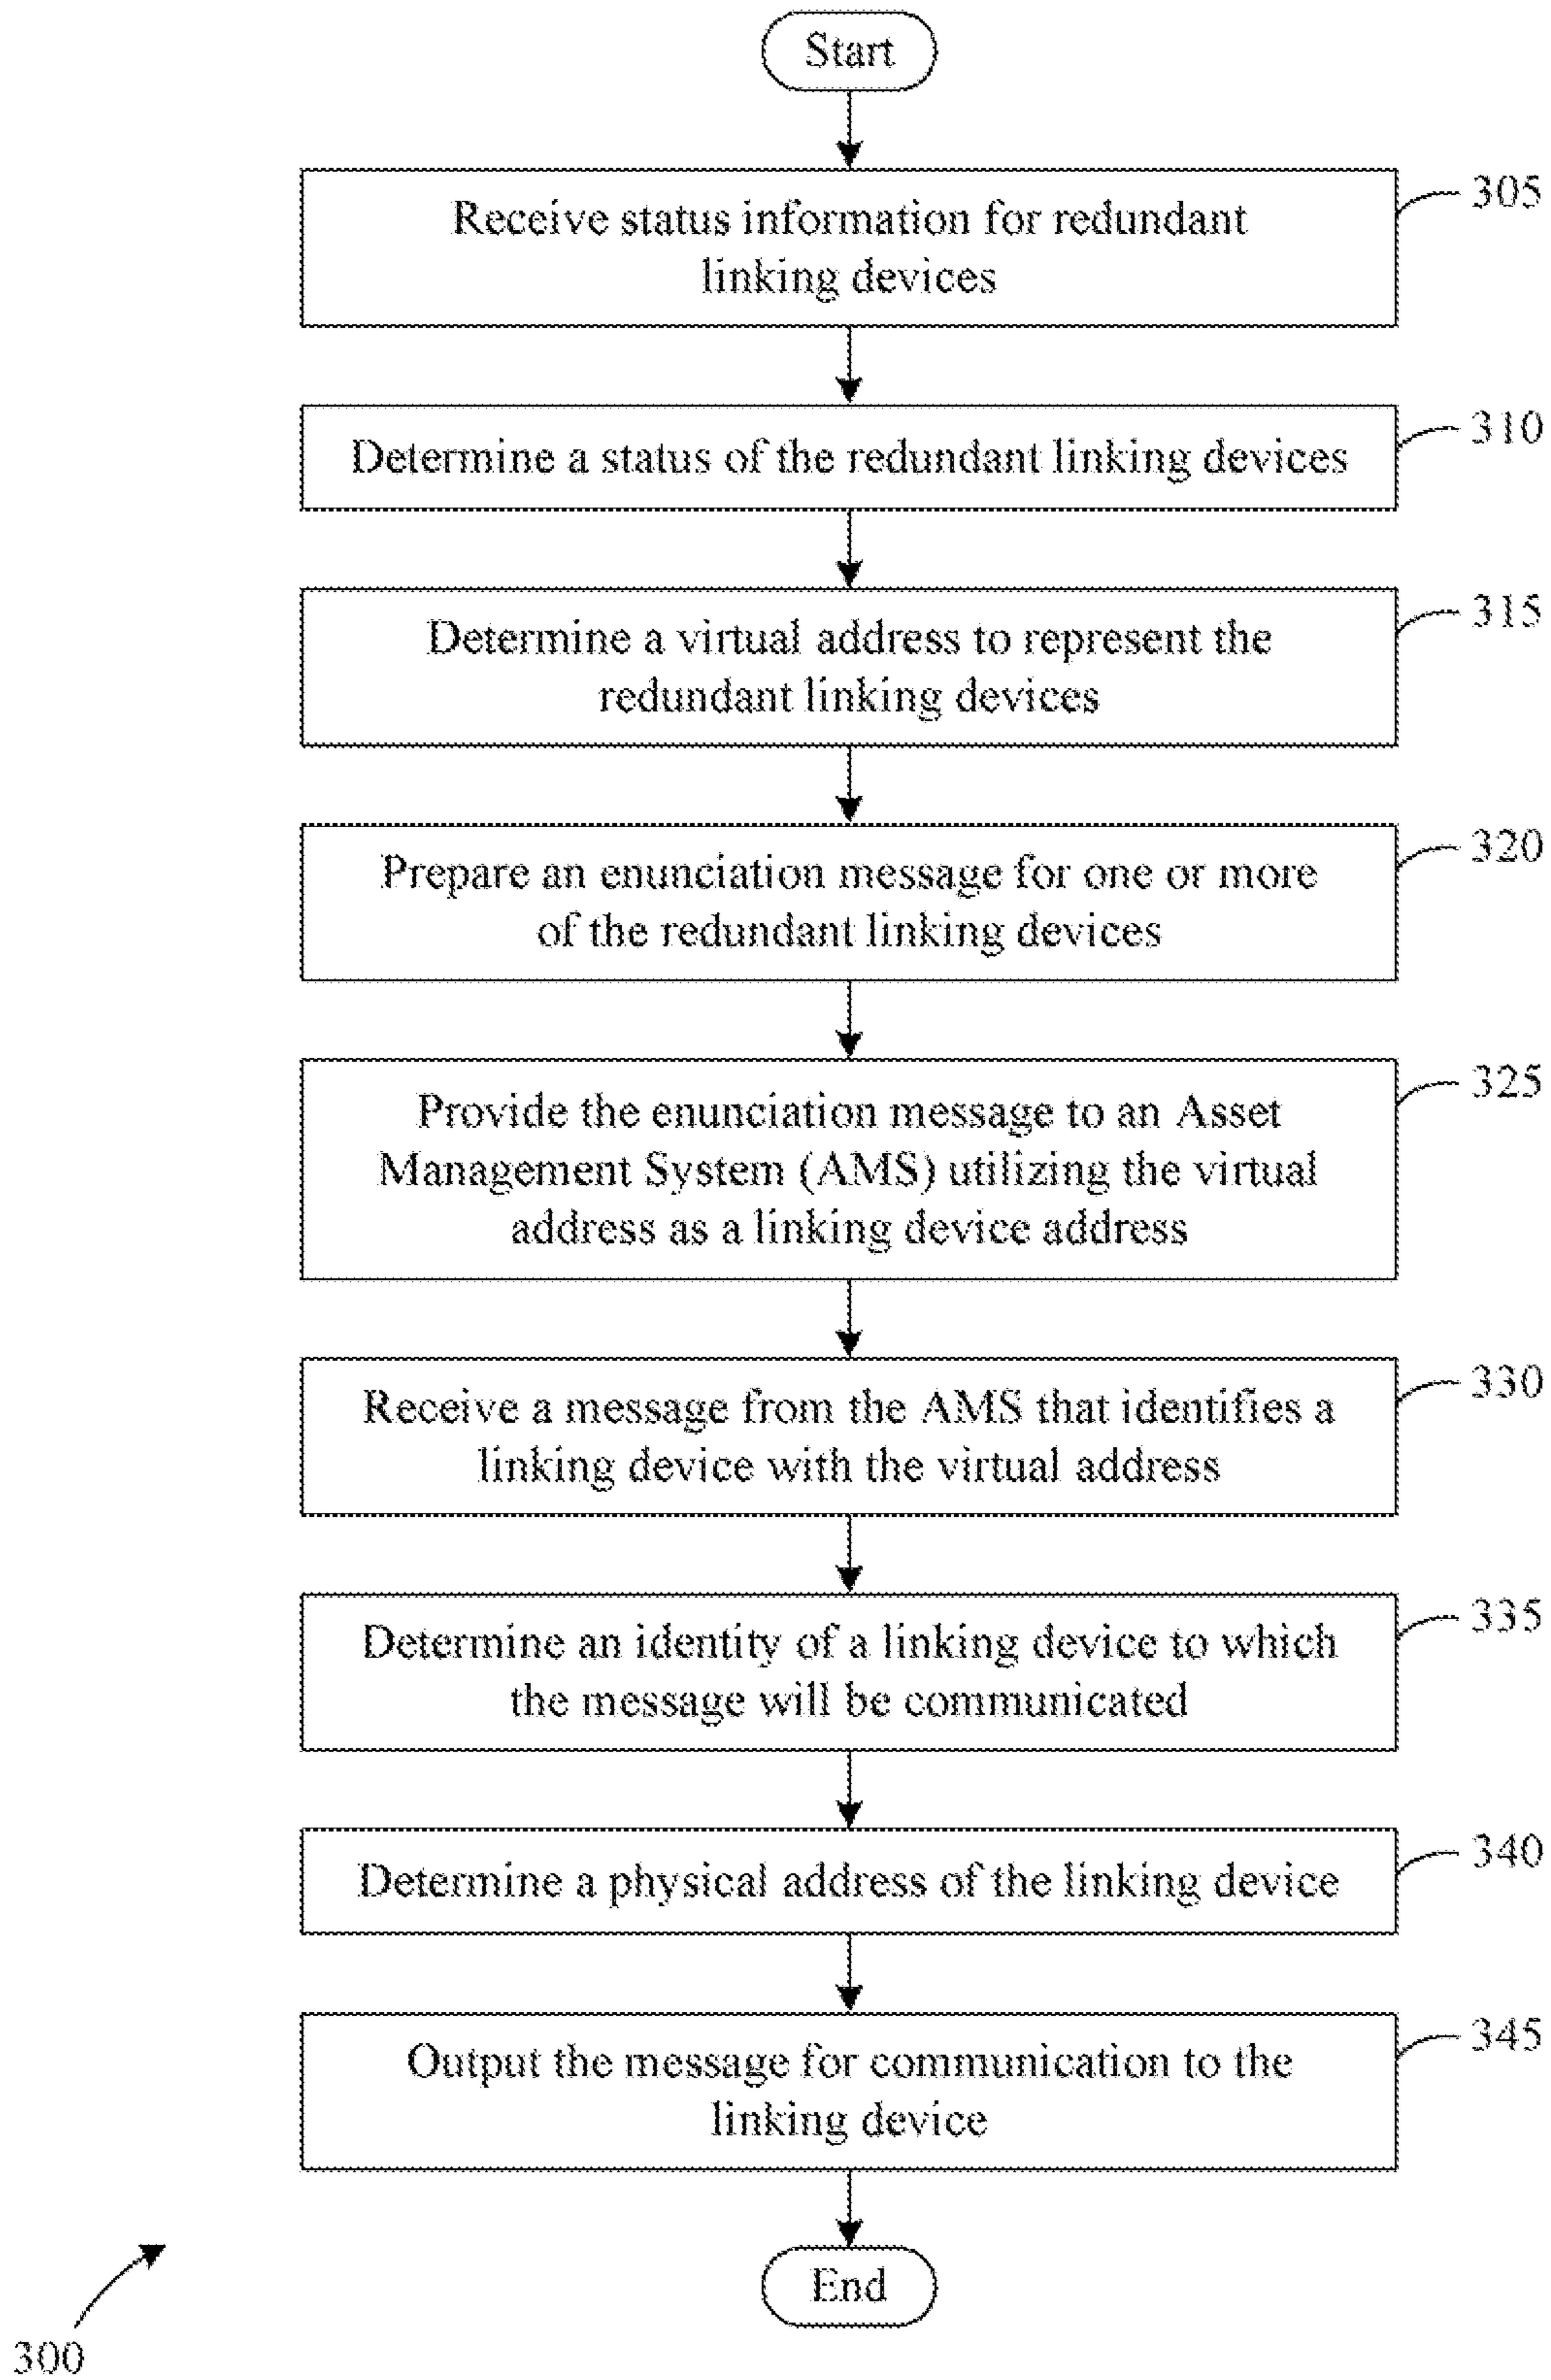 Start
Receive status information for redundant
linking devices
305
Determine a status of the redundant linking devices
310
Determine a virtual address to represent the
redundant linking devices
315
Prepare an enunciation message for one or more
of the redundant linking devices
320
Provide the enunciation message to an Asset
Management System (AMS) utilizing the virtual
address as a linking device address
325
Receive a message from the AMS that identifies a
linking device with the virtual address
330
Determine an identity of a linking device to which
the message will be communicated
335
Determine a physical address of the linking device
340
Output the message for communication to the
linking device
345
End
300